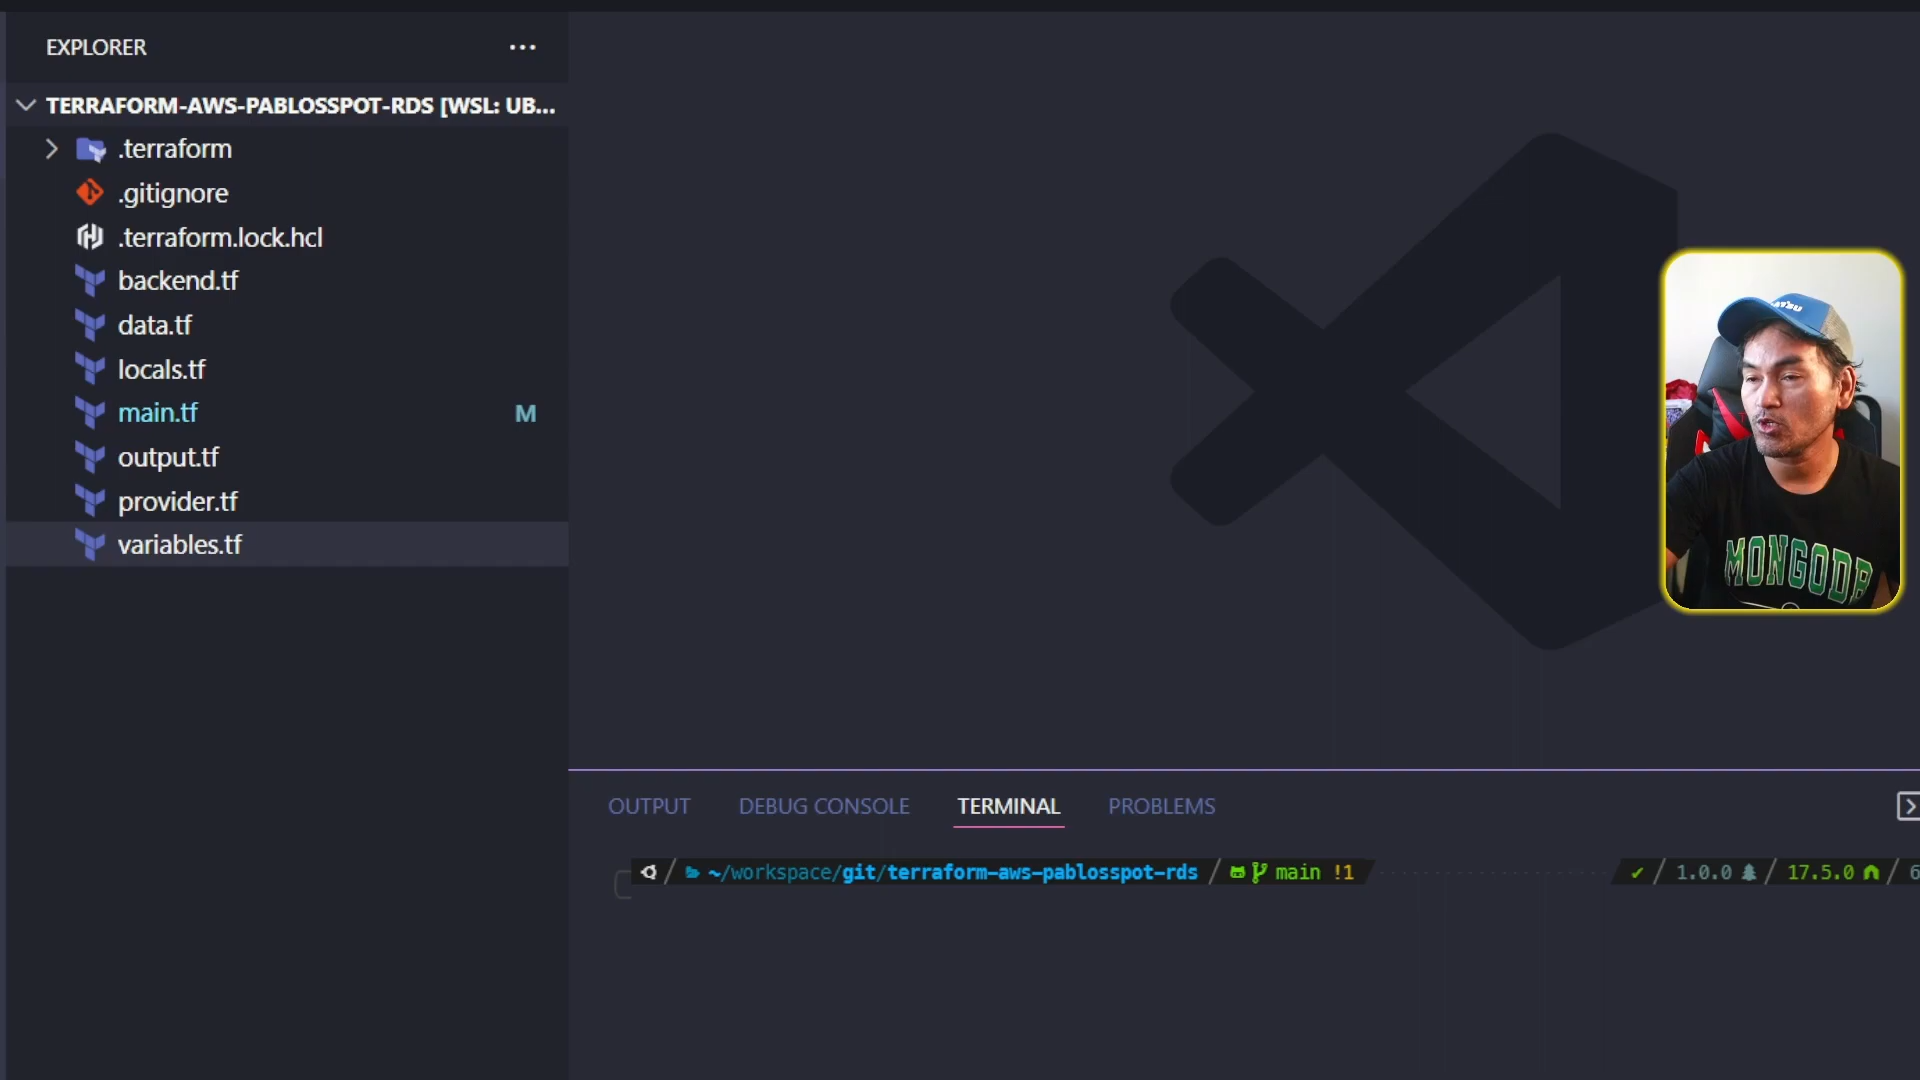 EXPLORER ...
TERRAFORM-AWS-PABLOSSPOT-RDS [WSL: UB...
.terraform
.gitignore
.terraform.lock.hcl
backend.tf
data.tf
locals.tf
main.tf M
output.tf
provider.tf
variables.tf
MONGODB
OUTPUT DEBUG CONSOLE TERMINAL PROBLEMS
~/workspace/git/terraform-aws-pablosspot-rds / main !1 ✔ / 1.0.0 / 17.5.0 / 6